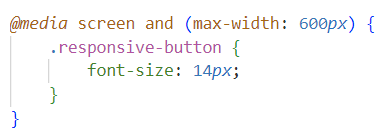 @media screen and (max-width: 600px) {
    .responsive-button {
        font-size: 14px;
    }
}